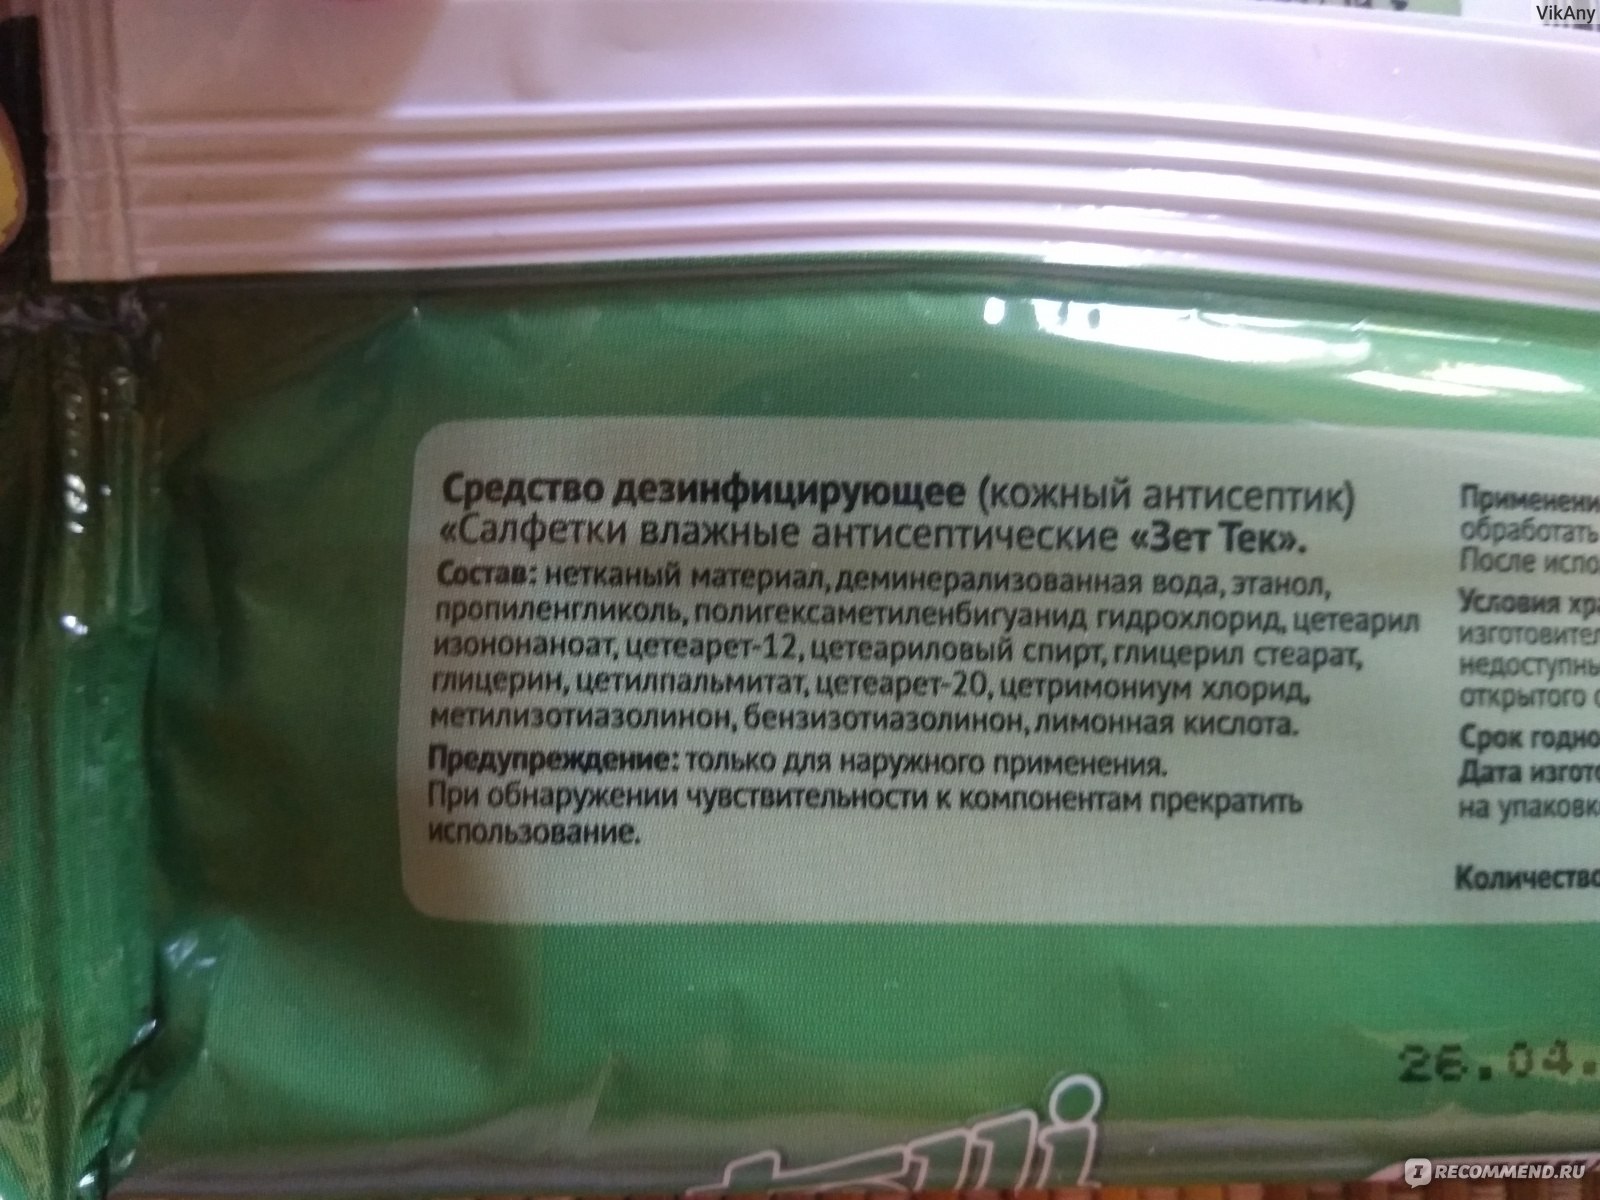 VikAny
Средство дезинфицирующее (кожный антисептик)
«Салфетки влажные антисептические «Зет Тек».
Состав: нетканый материал, деминерализованная вода, этанол,
пропиленгликоль, полигексаметиленбигуанид гидрохлорид, цетеарил
изононаноат, цетеарет-12, цетеариловый спирт, глицерил стеарат,
глицерин, цетилпальмитат, цетеарет-20, цетримониум хлорид,
метилизотиазолинон, бензизотиазолинон, лимонная кислота.
Предупреждение: только для наружного применения.
При обнаружении чувствительности к компонентам прекратить
использование.
Применени
обработать
После испо
Условия хра
изготовител
недоступны
открытого
Срок годно
Дата изгото
на упаковк
Количество
26.04.
IRECOMMEND.RU